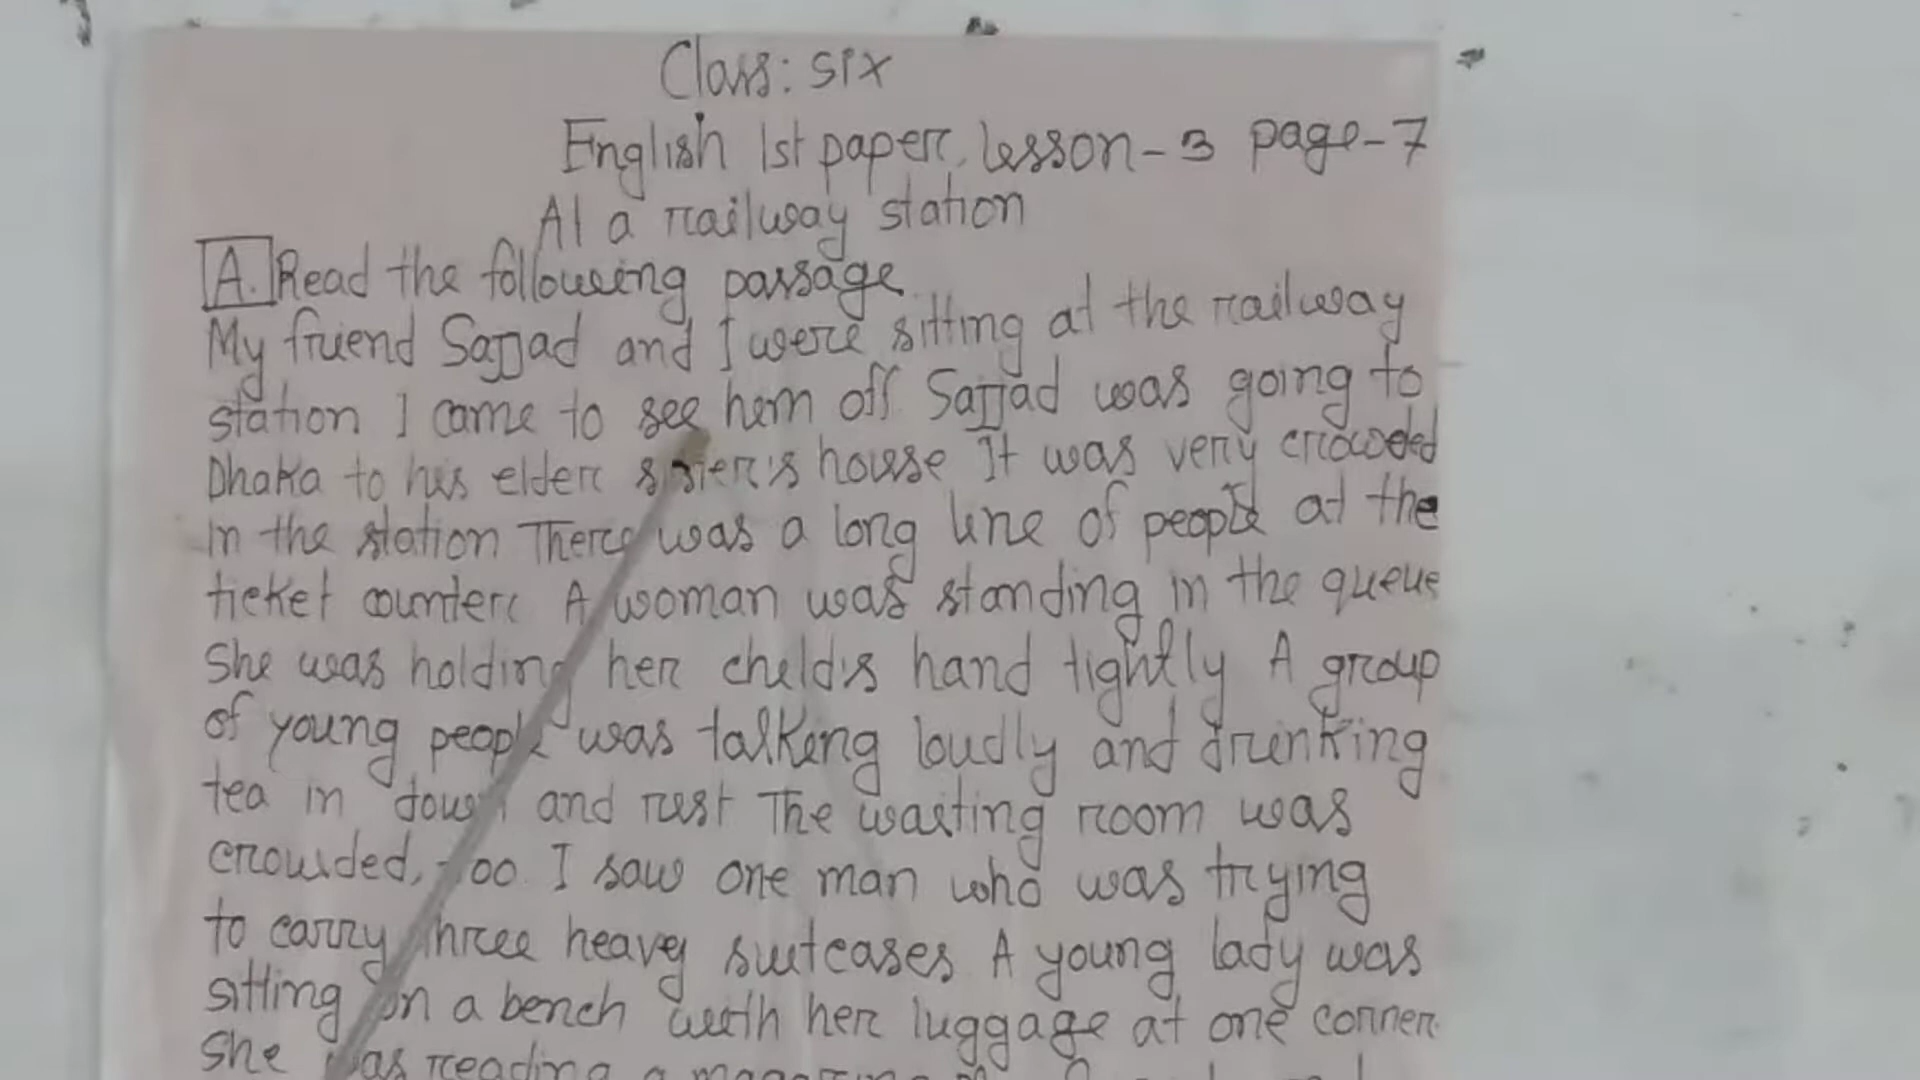 Class: six
English 1st paper, lesson-3 page-7
At a railway station
A. Read the following passage
My friend Sajjad and I were sitting at the railway
station I came to see him off. Sajjad was going to
Dhaka to his elder sister's house It was very crowded
in the station There was a long line of people at the
ticket counter A woman was standing in the queue
She was holding her child's hand tightly A group
of young people was talking loudly and drinking
tea in and The waiting room was
crowded, too. I saw one man who was trying
to carry three heavy suitcases A young lady was
sitting on a bench with her luggage at one corner.
She was reading a